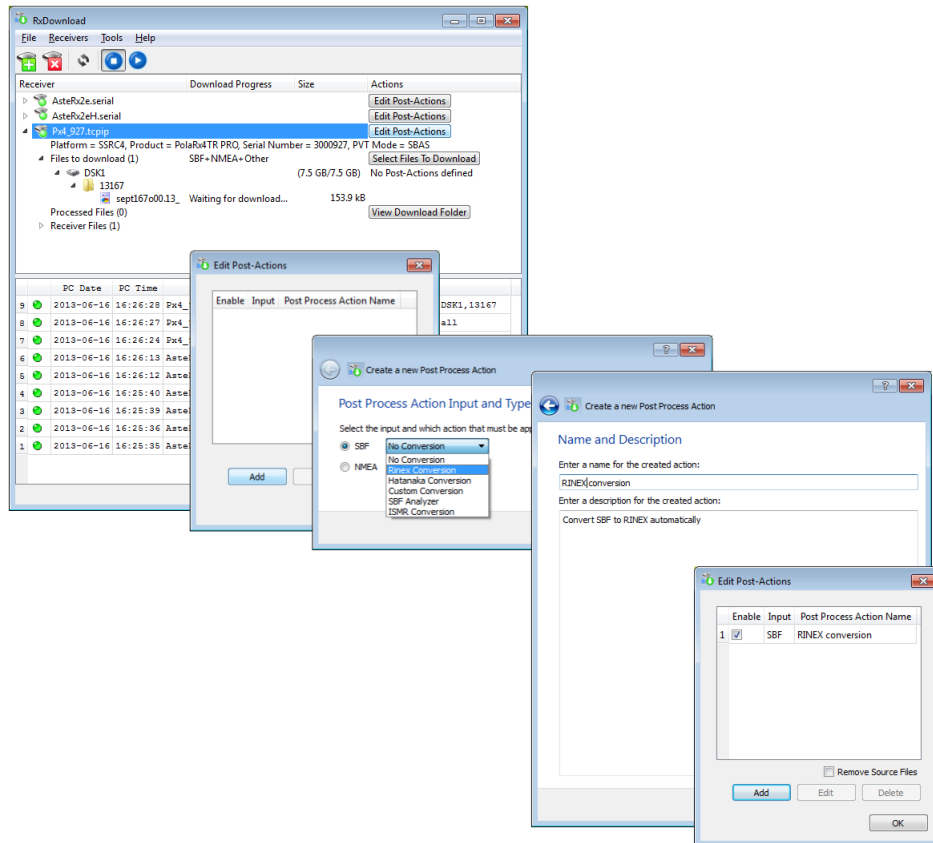 RxDownload
File Receivers Tools Help
Receiver Download Progress Size Actions
AsteRx2e.serial Edit Post-Actions
AsteRx2eH.serial Edit Post-Actions
Px4_927.tcpip Edit Post-Actions
Platform = SSRC4, Product = PolaRx4TR PRO, Serial Number = 3000927, PVT Mode = SBAS
Files to download (1) SBF+NMEA+Other Select Files To Download
DSK1 (7.5 GB/7.5 GB) No Post-Actions defined
13167
sept167o00.13_ Waiting for download... 153.9 kB
Processed Files (0) View Download Folder
Receiver Files (1)
PC Date PC Time
9 2013-06-16 16:26:28 Px4_ DSK1,13167
8 2013-06-16 16:26:27 Px4_ all
7 2013-06-16 16:26:24 Px4_
6 2013-06-16 16:26:13 Aste
5 2013-06-16 16:26:12 Aste
4 2013-06-16 16:25:40 Aste
3 2013-06-16 16:25:39 Aste
2 2013-06-16 16:25:36 Aste
1 2013-06-16 16:25:35 Aste
Edit Post-Actions
Enable Input Post Process Action Name
Add
Create a new Post Process Action
Post Process Action Input and Type
Select the input and which action that must be ap
SBF No Conversion
No Conversion
Rinex Conversion
NMEA
Hatanaka Conversion
Custom Conversion
SBF Analyzer
ISMR Conversion
Create a new Post Process Action
Name and Description
Enter a name for the created action:
RINEX conversion
Enter a description for the created action:
Convert SBF to RINEX automatically
Edit Post-Actions
Enable Input Post Process Action Name
1 SBF RINEX conversion
Remove Source Files
Add Edit Delete
OK